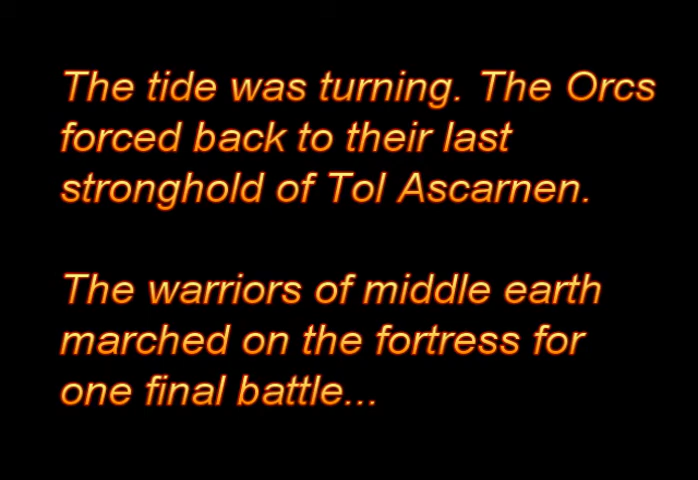 The tide was turning. The Orcs
forced back to their last
stronghold of Tol Ascarnen.
The warriors of middle earth
marched on the fortress for
one final battle...